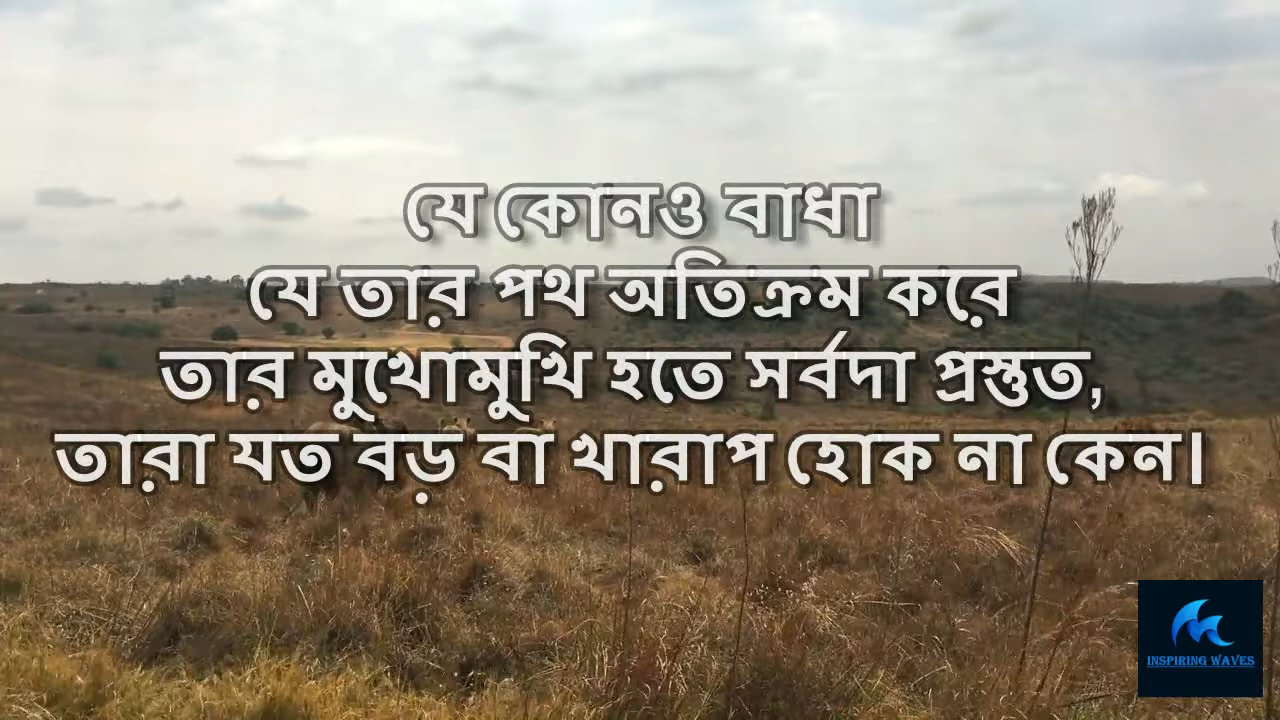 যে কোনও বাধা
যে তার পথ অতিক্রম করে
তার মুখোমুখি হতে সর্বদা প্রস্তুত,
তারা যত বড় বা খারাপ হোক না কেন।
INSPIRING WAVES